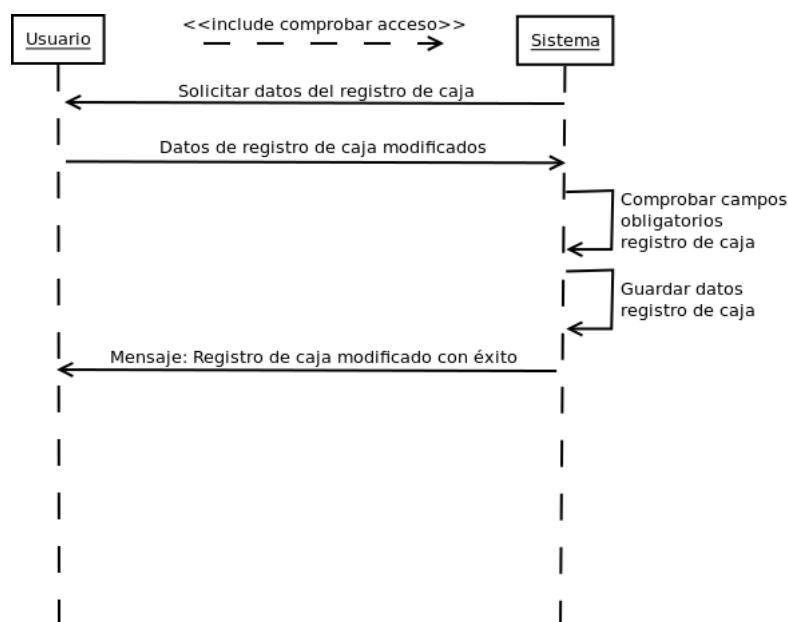 <<include comprobar acceso>>
Usuario
Sistema
Solicitar datos del registro de caja
Datos de registro de caja modificados
Comprobar campos
obligatorios
registro de caja
Guardar datos
registro de caja
Mensaje: Registro de caja modificado con éxito